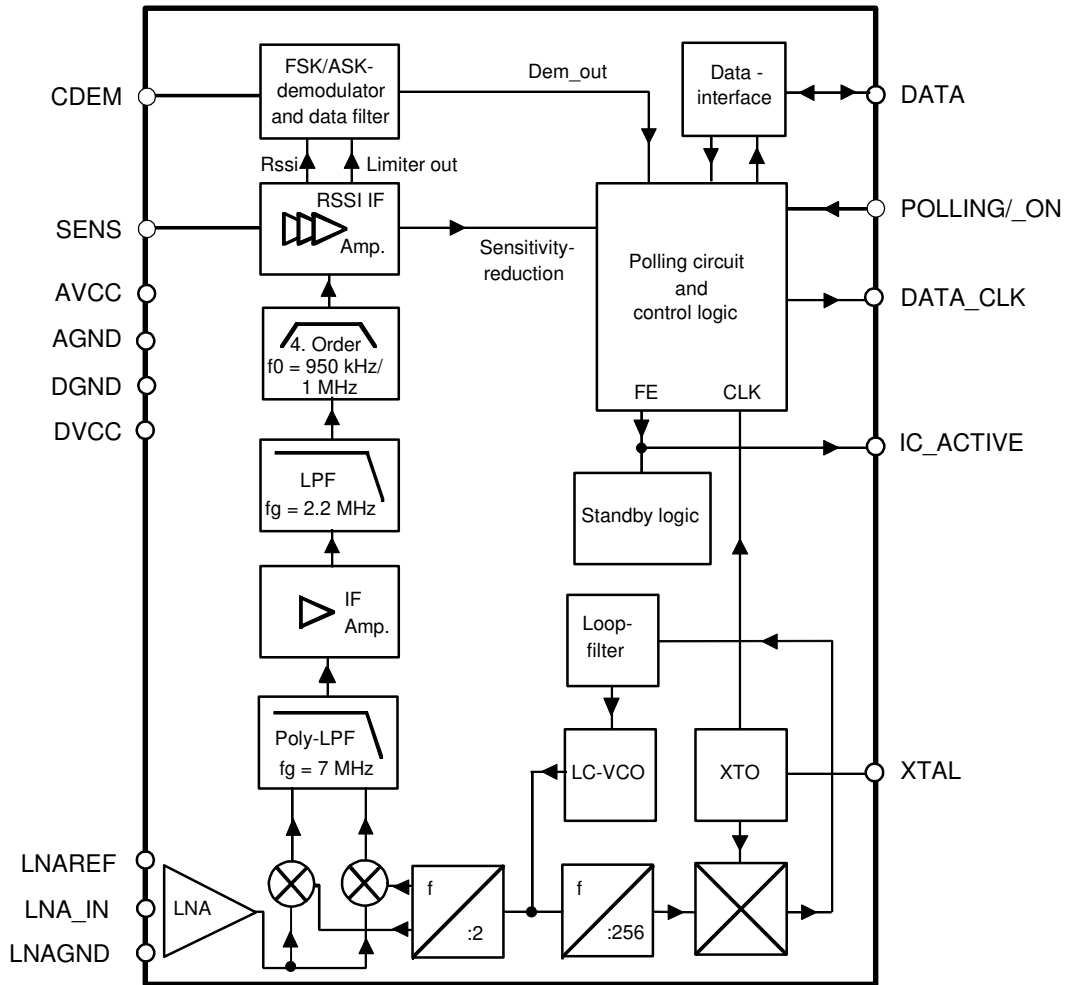 CDEM
SENS
AVCC
AGND
DGND
DVCC
LNAREF
LNA_IN
LNAGND
FSK/ASK-
demodulator
and data filter
Rssi
Limiter out
RSSI IF
Amp.
4. Order
f0 = 950 kHz/
1 MHz
LPF
fg = 2.2 MHz
IF
Amp.
Poly-LPF
fg = 7 MHz
LNA
Dem_out
Sensitivity-
reduction
Data -
interface
Polling circuit
and
control logic
FE
CLK
Standby logic
Loop-
filter
LC-VCO
XTO
f
:2
f
:256
DATA
POLLING/_ON
DATA_CLK
IC_ACTIVE
XTAL